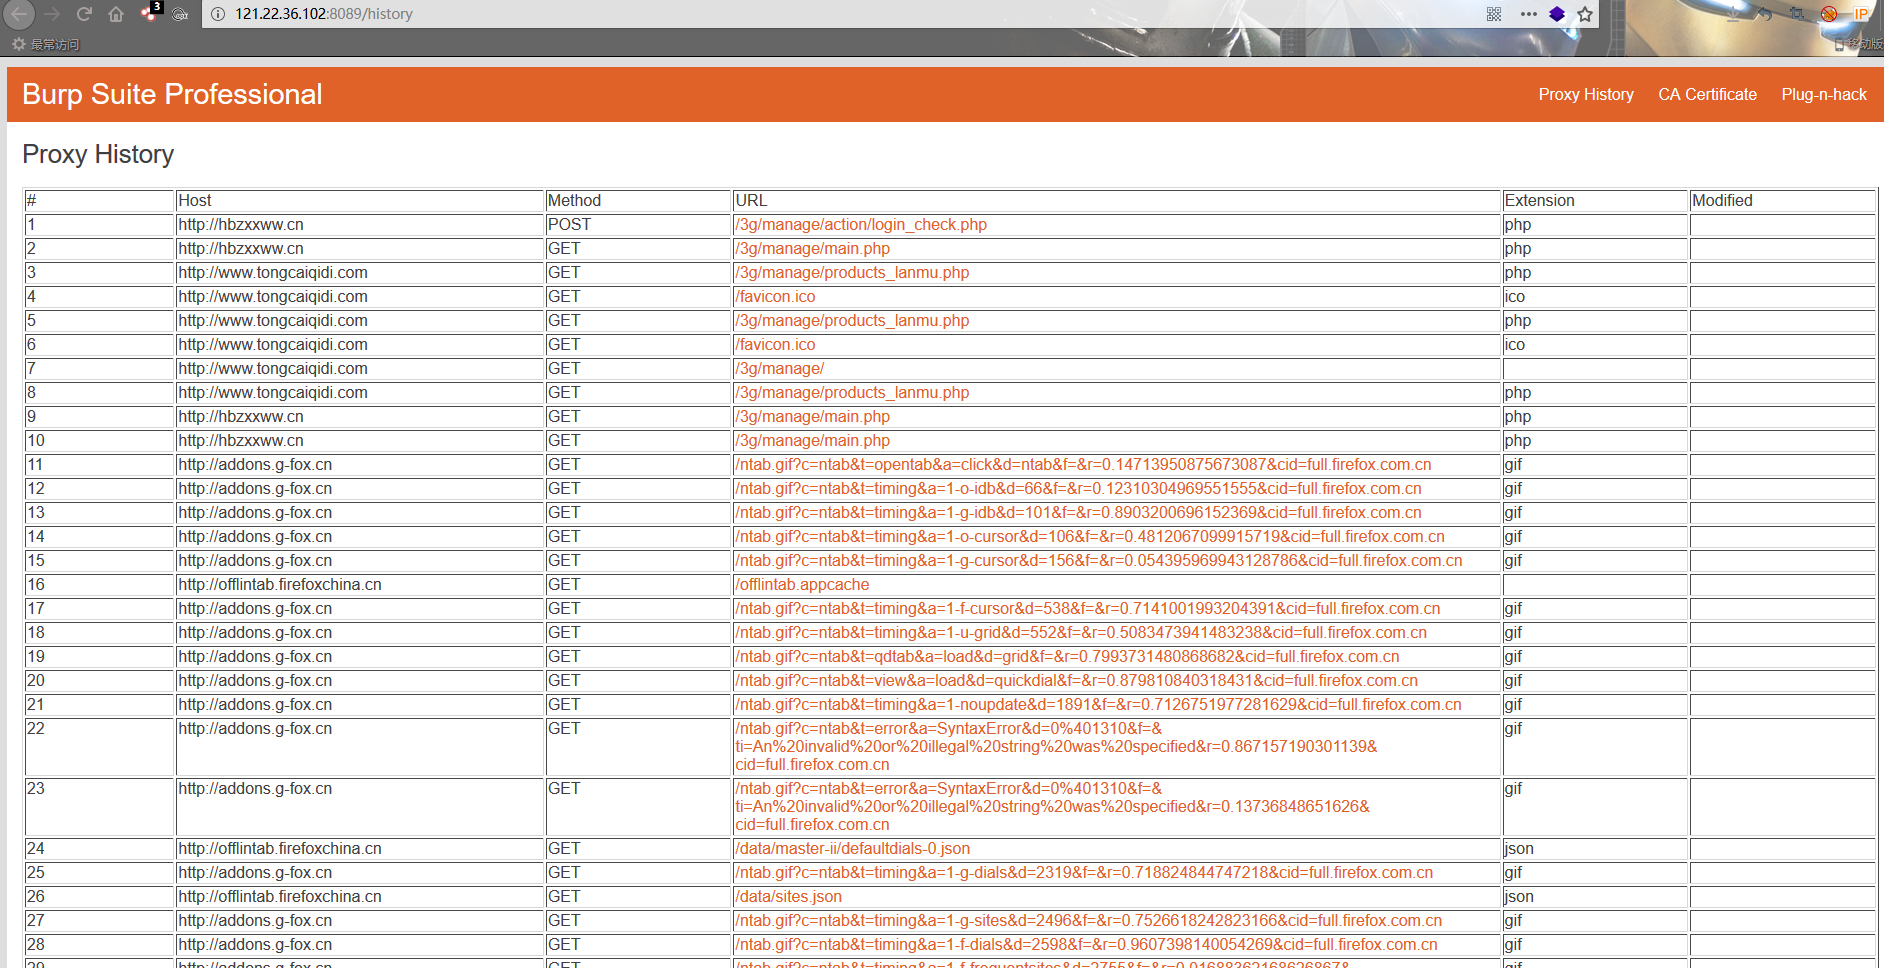 3
121.22.36.102:8089/history
IP
最常访问
移动版
Burp Suite Professional
Proxy History CA Certificate Plug-n-hack
Proxy History
# Host Method URL Extension Modified
1 http://hbzxxww.cn POST /3g/manage/action/login_check.php php
2 http://hbzxxww.cn GET /3g/manage/main.php php
3 http://www.tongcaiqidi.com GET /3g/manage/products_lanmu.php php
4 http://www.tongcaiqidi.com GET /favicon.ico ico
5 http://www.tongcaiqidi.com GET /3g/manage/products_lanmu.php php
6 http://www.tongcaiqidi.com GET /favicon.ico ico
7 http://www.tongcaiqidi.com GET /3g/manage/
8 http://www.tongcaiqidi.com GET /3g/manage/products_lanmu.php php
9 http://hbzxxww.cn GET /3g/manage/main.php php
10 http://hbzxxww.cn GET /3g/manage/main.php php
11 http://addons.g-fox.cn GET /ntab.gif?c=ntab&t=opentab&a=click&d=ntab&f=&r=0.14713950875673087&cid=full.firefox.com.cn gif
12 http://addons.g-fox.cn GET /ntab.gif?c=ntab&t=timing&a=1-o-idb&d=66&f=&r=0.12310304969551555&cid=full.firefox.com.cn gif
13 http://addons.g-fox.cn GET /ntab.gif?c=ntab&t=timing&a=1-g-idb&d=101&f=&r=0.8903200696152369&cid=full.firefox.com.cn gif
14 http://addons.g-fox.cn GET /ntab.gif?c=ntab&t=timing&a=1-o-cursor&d=106&f=&r=0.4812067099915719&cid=full.firefox.com.cn gif
15 http://addons.g-fox.cn GET /ntab.gif?c=ntab&t=timing&a=1-g-cursor&d=156&f=&r=0.054395969943128786&cid=full.firefox.com.cn gif
16 http://offlintab.firefoxchina.cn GET /offlintab.appcache
17 http://addons.g-fox.cn GET /ntab.gif?c=ntab&t=timing&a=1-f-cursor&d=538&f=&r=0.7141001993204391&cid=full.firefox.com.cn gif
18 http://addons.g-fox.cn GET /ntab.gif?c=ntab&t=timing&a=1-u-grid&d=552&f=&r=0.5083473941483238&cid=full.firefox.com.cn gif
19 http://addons.g-fox.cn GET /ntab.gif?c=ntab&t=qdtab&a=load&d=grid&f=&r=0.7993731480868682&cid=full.firefox.com.cn gif
20 http://addons.g-fox.cn GET /ntab.gif?c=ntab&t=view&a=load&d=quickdial&f=&r=0.879810840318431&cid=full.firefox.com.cn gif
21 http://addons.g-fox.cn GET /ntab.gif?c=ntab&t=timing&a=1-noupdate&d=1891&f=&r=0.7126751977281629&cid=full.firefox.com.cn gif
22 http://addons.g-fox.cn GET /ntab.gif?c=ntab&t=error&a=SyntaxError&d=0%401310&f=& gif
ti=An%20invalid%20or%20illegal%20string%20was%20specified&r=0.867157190301139&
cid=full.firefox.com.cn
23 http://addons.g-fox.cn GET /ntab.gif?c=ntab&t=error&a=SyntaxError&d=0%401310&f=& gif
ti=An%20invalid%20or%20illegal%20string%20was%20specified&r=0.13736848651626&
cid=full.firefox.com.cn
24 http://offlintab.firefoxchina.cn GET /data/master-ii/defaultdials-0.json json
25 http://addons.g-fox.cn GET /ntab.gif?c=ntab&t=timing&a=1-g-dials&d=2319&f=&r=0.718824844747218&cid=full.firefox.com.cn gif
26 http://offlintab.firefoxchina.cn GET /data/sites.json json
27 http://addons.g-fox.cn GET /ntab.gif?c=ntab&t=timing&a=1-g-sites&d=2496&f=&r=0.7526618242823166&cid=full.firefox.com.cn gif
28 http://addons.g-fox.cn GET /ntab.gif?c=ntab&t=timing&a=1-f-dials&d=2598&f=&r=0.9607398140054269&cid=full.firefox.com.cn gif